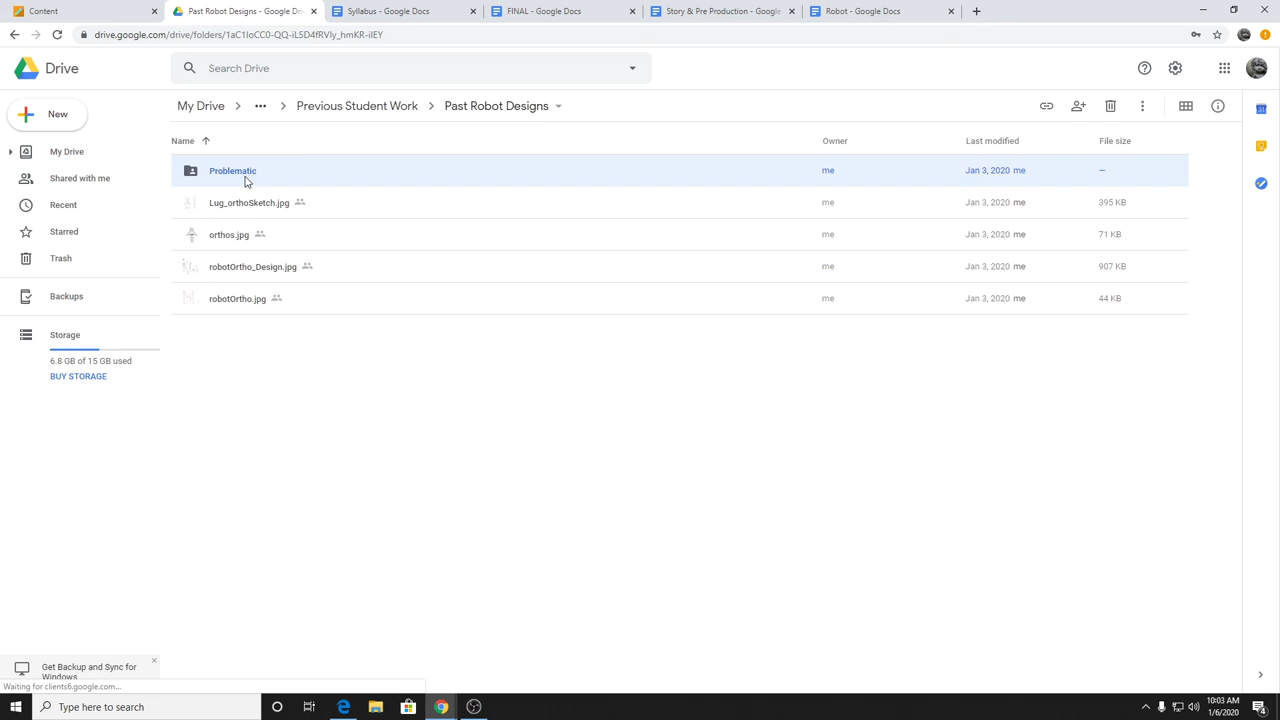 Content
Past Robot Designs - Google Dri
Syllabus - Google Docs
FINAL - Google Docs
Story & Pre Production - Google
Robot - Google Docs
drive.google.com/drive/folders/1aC1IoCC0-QQ-iL5D4fRVIy_hmKR-iIEY
Drive
Search Drive
New
My Drive
Previous Student Work
Past Robot Designs
Name
Owner
Last modified
File size
My Drive
Problematic
me
Jan 3, 2020 me
—
Shared with me
Lug_orthoSketch.jpg
me
Jan 3, 2020 me
395 KB
Recent
orthos.jpg
me
Jan 3, 2020 me
71 KB
Starred
robotOrtho_Design.jpg
me
Jan 3, 2020 me
907 KB
Trash
robotOrtho.jpg
me
Jan 3, 2020 me
44 KB
Backups
Storage
6.8 GB of 15 GB used
BUY STORAGE
Get Backup and Sync for
Windows
Waiting for clients6.google.com...
Type here to search
10:03 AM
1/6/2020
4